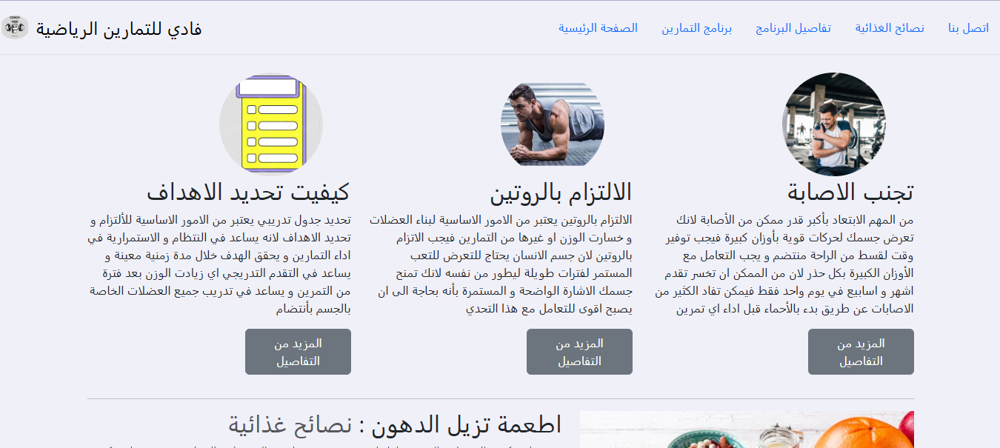 فادي للتمارين الرياضية
اتصل بنا
نصائح الغذائية
تفاصيل البرنامج
برنامج التمارين
الصفحة الرئيسية
تجنب الاصابة
من المهم الابتعاد بأكبر قدر ممكن من الأصابة لانك
تعرض جسمك لحركات قوية بأوزان كبيرة فيجب توفير
وقت لقسط من الراحة منتضم و يجب التعامل مع
الأوزان الكبيرة بكل حذر لان من الممكن ان تخسر تقدم
اشهر و اسابيع في يوم واحد فقط فيمكن تفاد الكثير من
الاصابات عن طريق بدء بالأحماء قبل اداء اي تمرين
المزيد من
التفاصيل
الالتزام بالروتين
الالتزام بالروتين يعتبر من الامور الاساسية لبناء العضلات
و خسارت الوزن او غيرها من التمارين فيجب الاتزام
بالروتين لان جسم الانسان يحتاج للتعرض للتعب
المستمر لفترات طويلة ليطور من نفسه لانك تمنح
جسمك الاشارة الواضحة و المستمرة بأنه بحاجة الى ان
يصبح اقوى للتعامل مع هذا التحدي
المزيد من
التفاصيل
كيفيت تحديد الاهداف
تحديد جدول تدريبي يعتبر من الامور الاساسية للألتزام و
تحديد الاهداف لانه يساعد في النتظام و الاستمرارية في
اداء التمارين و يحقق الهدف خلال مدة زمنية معينة و
يساعد في التقدم التدريجي اي زيادت الوزن بعد فترة
من التمرين و يساعد في تدريب جميع العضلات الخاصة
بالجسم بأنتضام
المزيد من
التفاصيل
اطعمة تزيل الدهون : نصائح غذائية